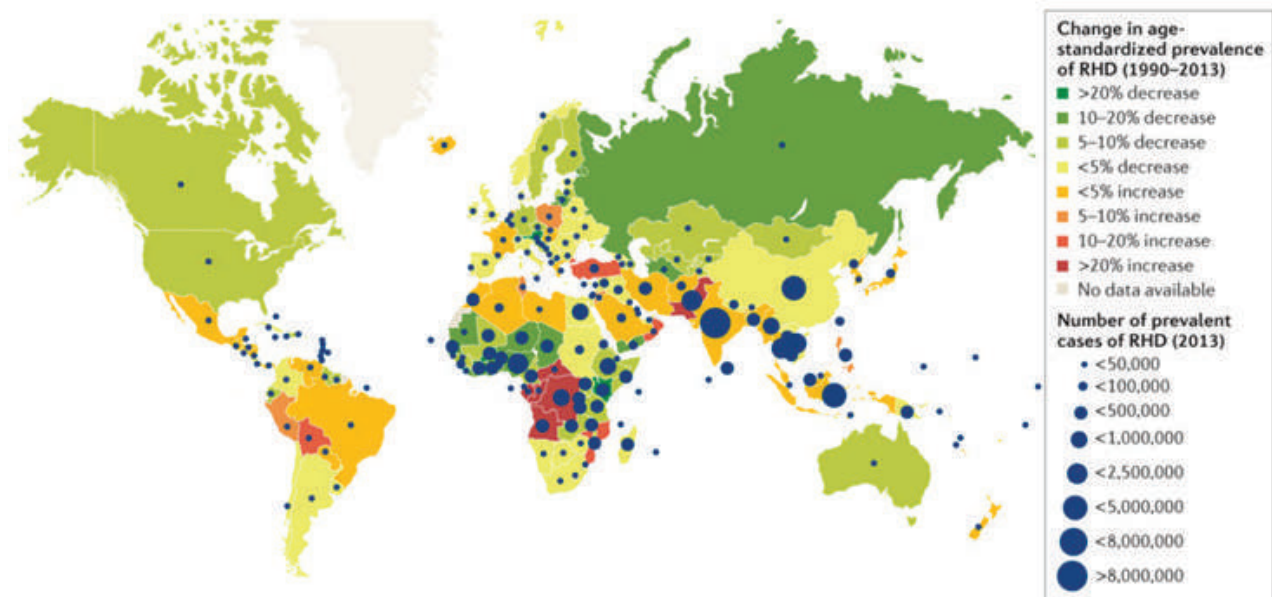 Change in age-
standardized prevalence
of RHD (1990–2013)
>20% decrease
10–20% decrease
5–10% decrease
<5% decrease
<5% increase
5–10% increase
10–20% increase
>20% increase
No data available
Number of prevalent
cases of RHD (2013)
<50,000
<100,000
<500,000
<1,000,000
<2,500,000
<5,000,000
<8,000,000
>8,000,000